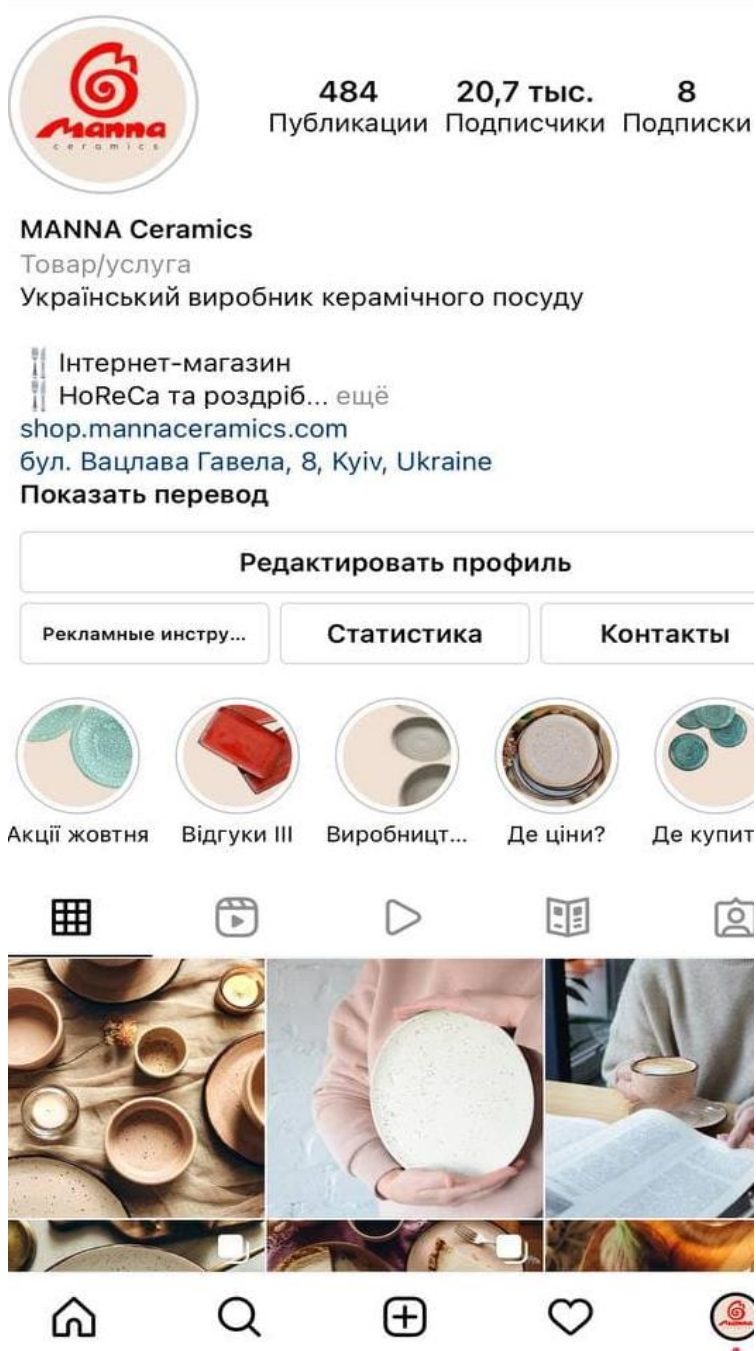 Manna
ceramics
484 20,7 тыс. 8
Публикации Подписчики Подписки
MANNA Ceramics
Товар/услуга
Український виробник керамічного посуду
Інтернет-магазин
HoReCa та роздріб... ещё
shop.mannaceramics.com
бул. Вацлава Гавела, 8, Kyiv, Ukraine
Показать перевод
Редактировать профиль
Рекламные инстру... Статистика Контакты
Акції жовтня Відгуки III Виробницт... Де ціни? Де купит